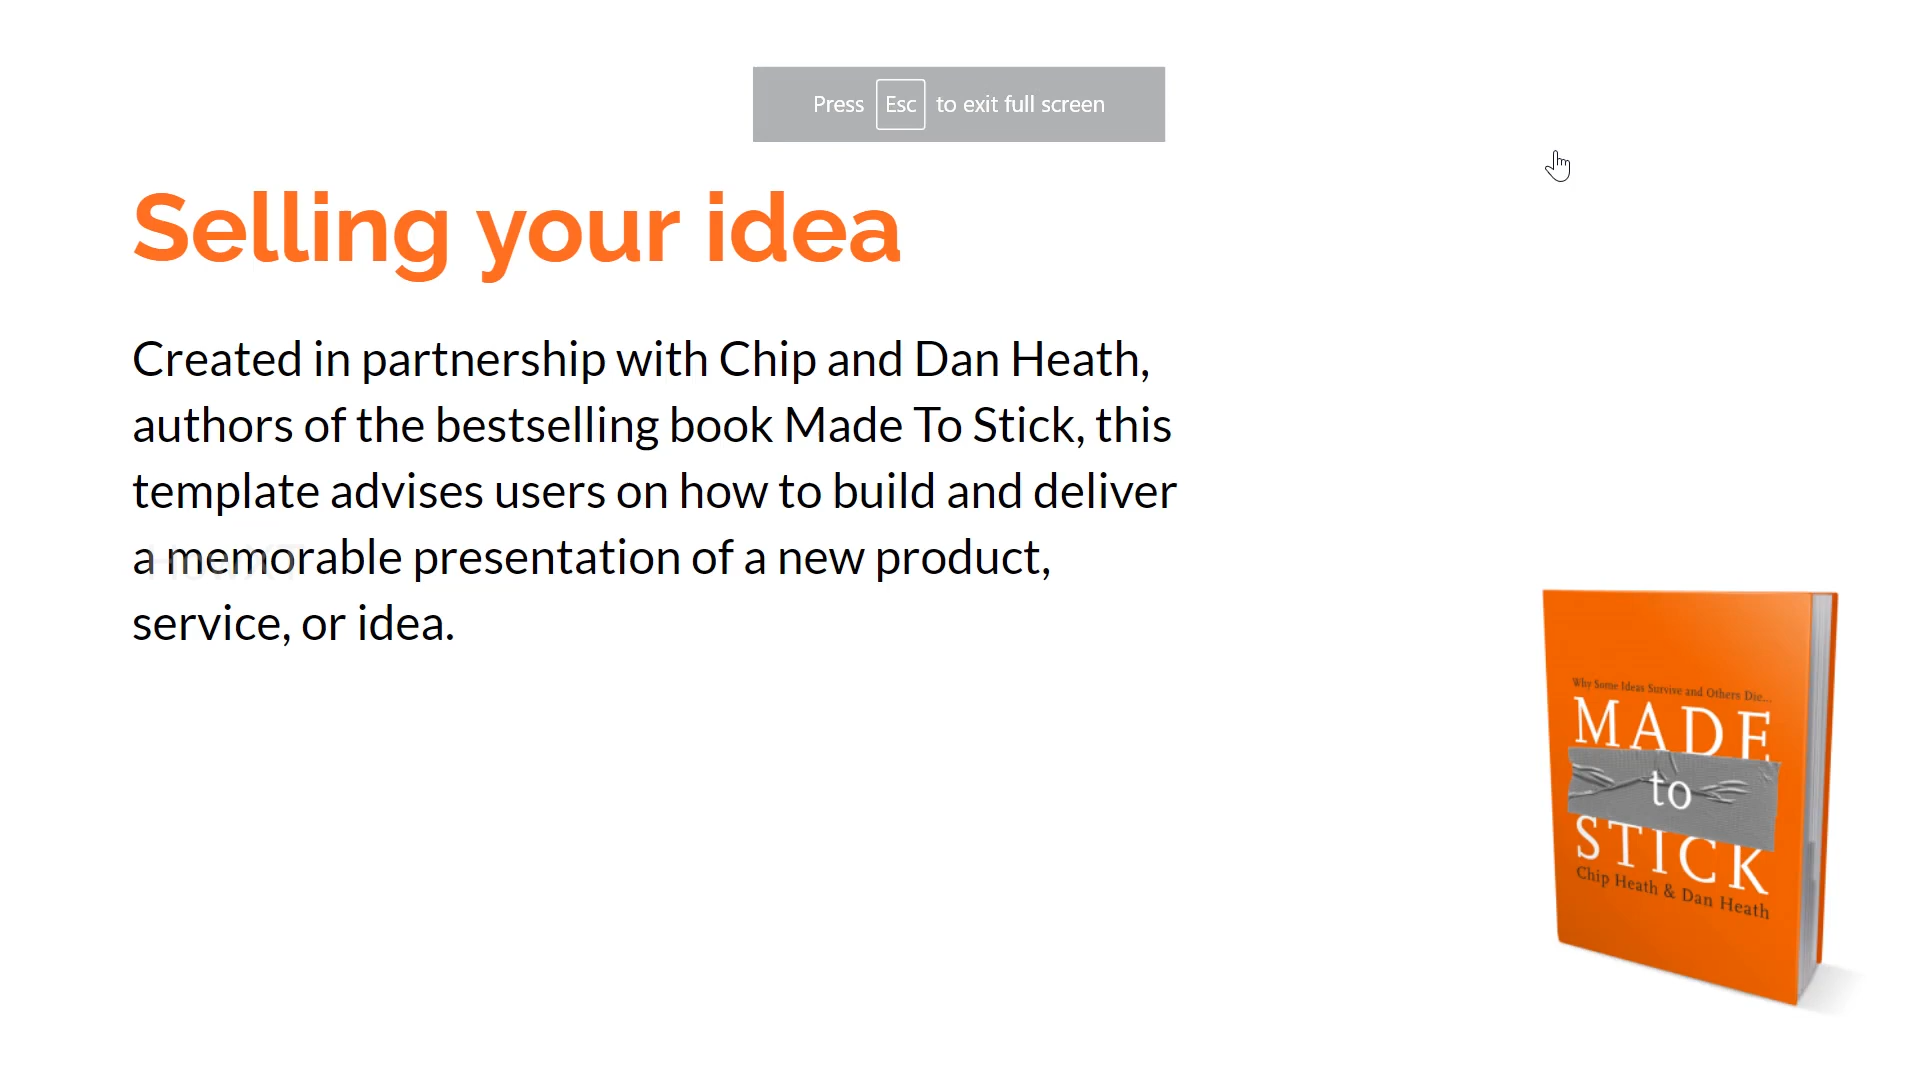 Press Esc to exit full screen
Selling your idea
Created in partnership with Chip and Dan Heath,
authors of the bestselling book Made To Stick, this
template advises users on how to build and deliver
a memorable presentation of a new product,
service, or idea.
Why Some Ideas Survive and Others Die...
MADE
to
STICK
Chip Heath & Dan Heath